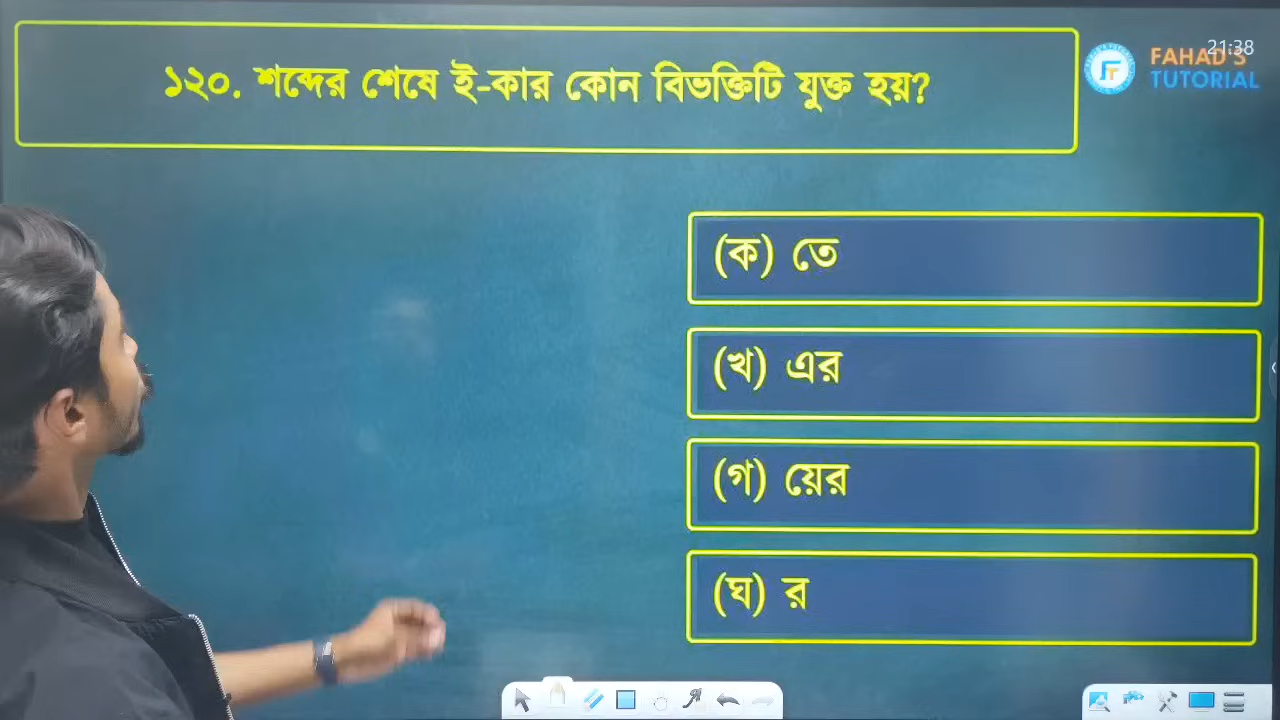 ১২০. শব্দের শেষে ই-কার কোন বিভক্তিটি যুক্ত হয়?
21:38
FAHAD'S
TUTORIAL
(ক) তে
(খ) এর
(গ) য়ের
(ঘ) র